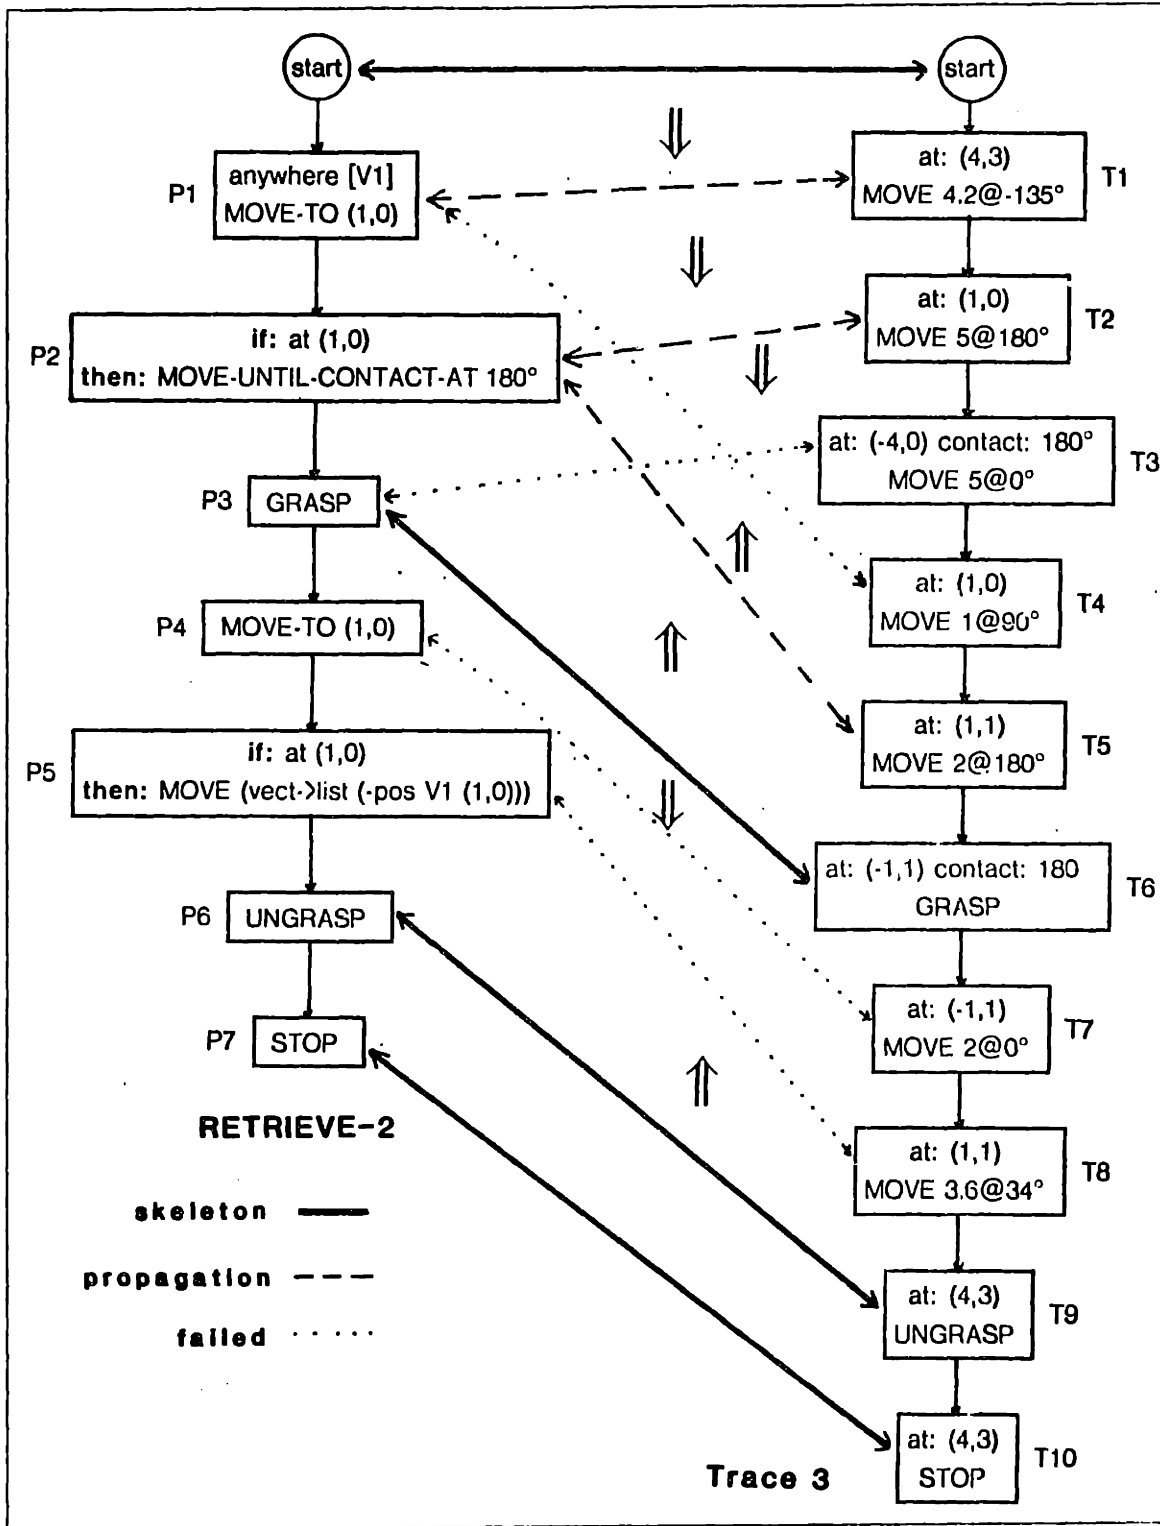 start
P1
anywhere [V1]
MOVE-TO (1,0)
P2
if: at (1,0)
then: MOVE-UNTIL-CONTACT-AT 180°
P3
GRASP
P4
MOVE-TO (1,0)
P5
if: at (1,0)
then: MOVE (vect->list (-pos V1 (1,0)))
P6
UNGRASP
P7
STOP
RETRIEVE-2
skeleton
propagation
failed
start
at: (4,3)
MOVE 4.2@-135°
T1
at: (1,0)
MOVE 5@180°
T2
at: (-4,0) contact: 180°
MOVE 5@0°
T3
at: (1,0)
MOVE 1@90°
T4
at: (1,1)
MOVE 2@180°
T5
at: (-1,1) contact: 180
GRASP
T6
at: (-1,1)
MOVE 2@0°
T7
at: (1,1)
MOVE 3.6@34°
T8
at: (4,3)
UNGRASP
T9
at: (4,3)
STOP
T10
Trace 3